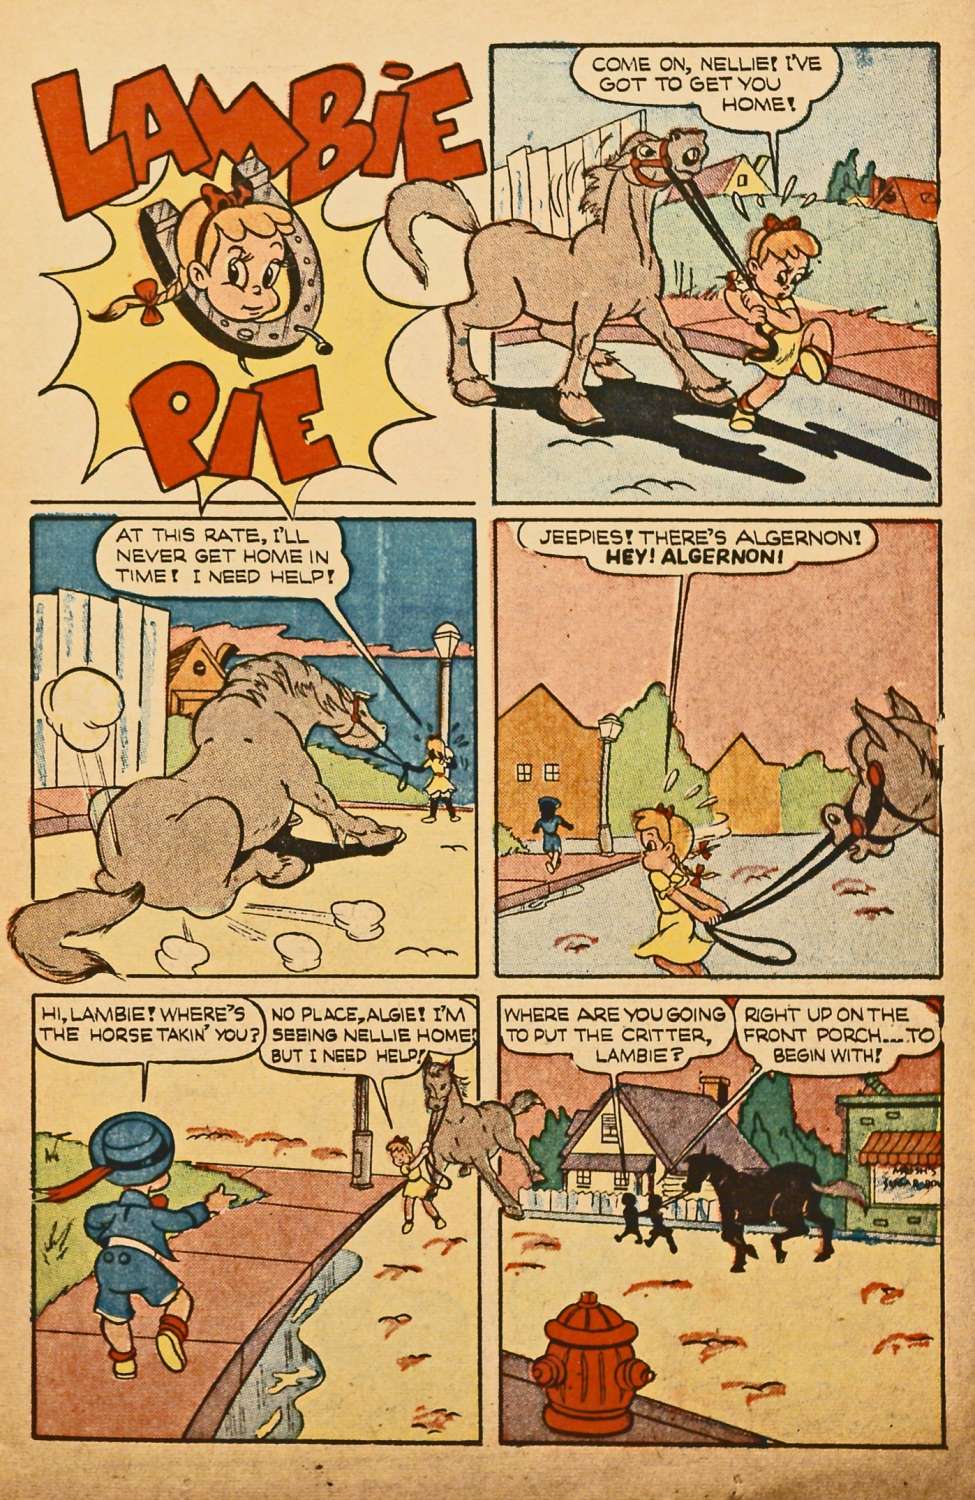 LAMBIE
PIE
COME ON, NELLIE! I'VE
GOT TO GET YOU
HOME!
AT THIS RATE, I'LL
NEVER GET HOME IN
TIME! I NEED HELP!
JEEPIES! THERE'S ALGERNON!
HEY! ALGERNON!
HI, LAMBIE! WHERE'S
THE HORSE TAKIN' YOU?
NO PLACE, ALGIE! I'M
SEEING NELLIE HOME!
BUT I NEED HELP!
WHERE ARE YOU GOING
TO PUT THE CRITTER,
LAMBIE?
RIGHT UP ON THE
FRONT PORCH....TO
BEGIN WITH!